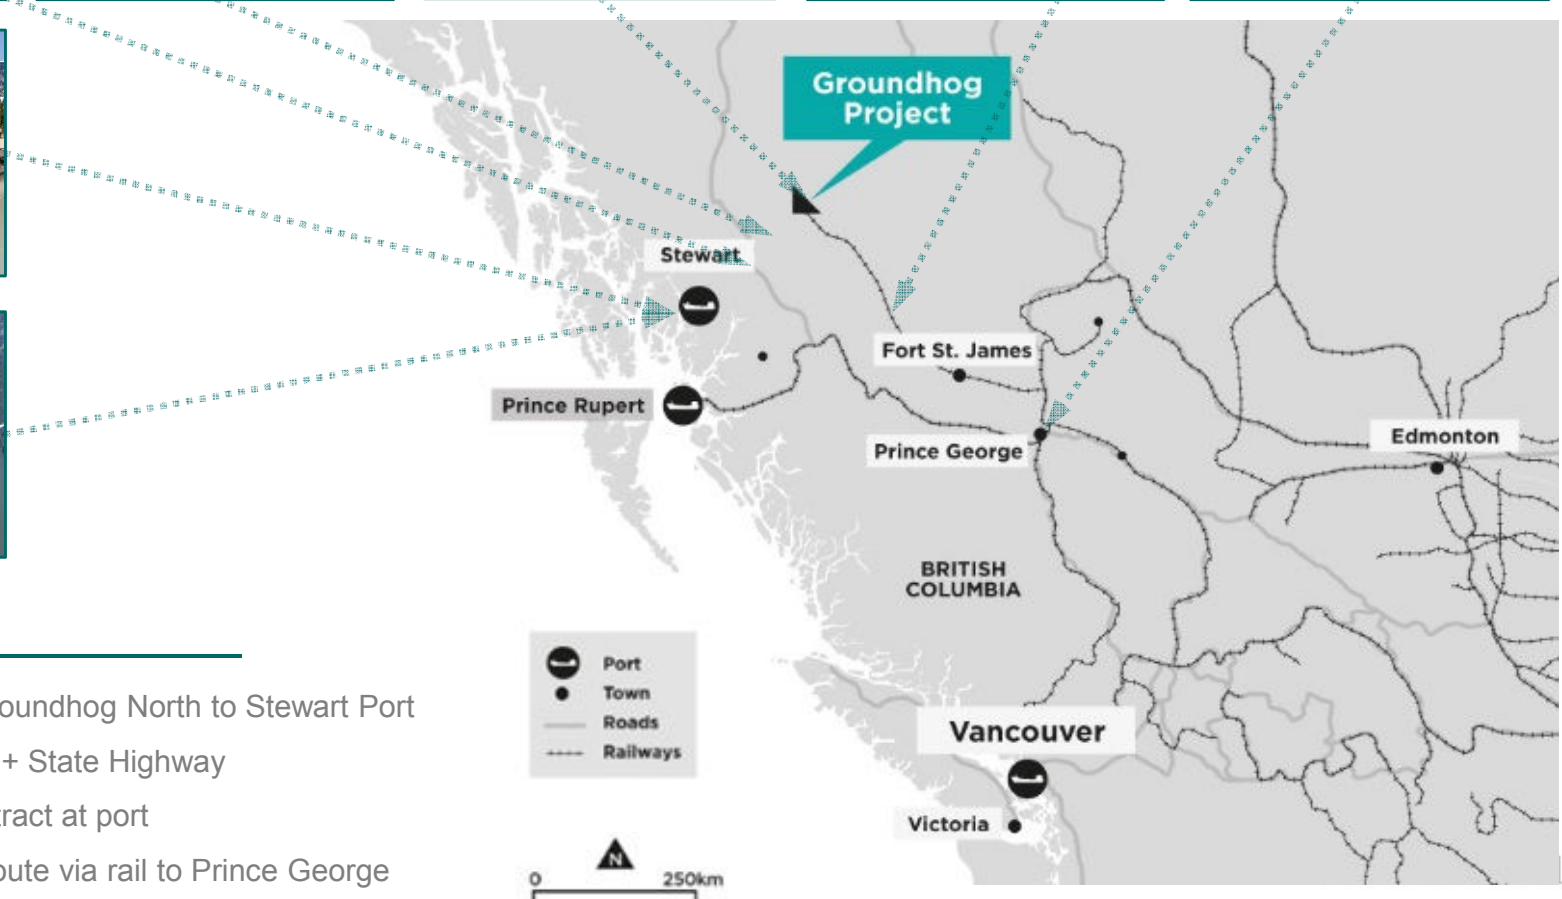 Groundhog
Project
Stewart
Fort St. James
Prince Rupert
Prince George
Edmonton
BRITISH
COLUMBIA
Port
Town
Roads
Railways
Vancouver
Victoria
N
0 250km
oundhog North to Stewart Port
+ State Highway
tract at port
oute via rail to Prince George